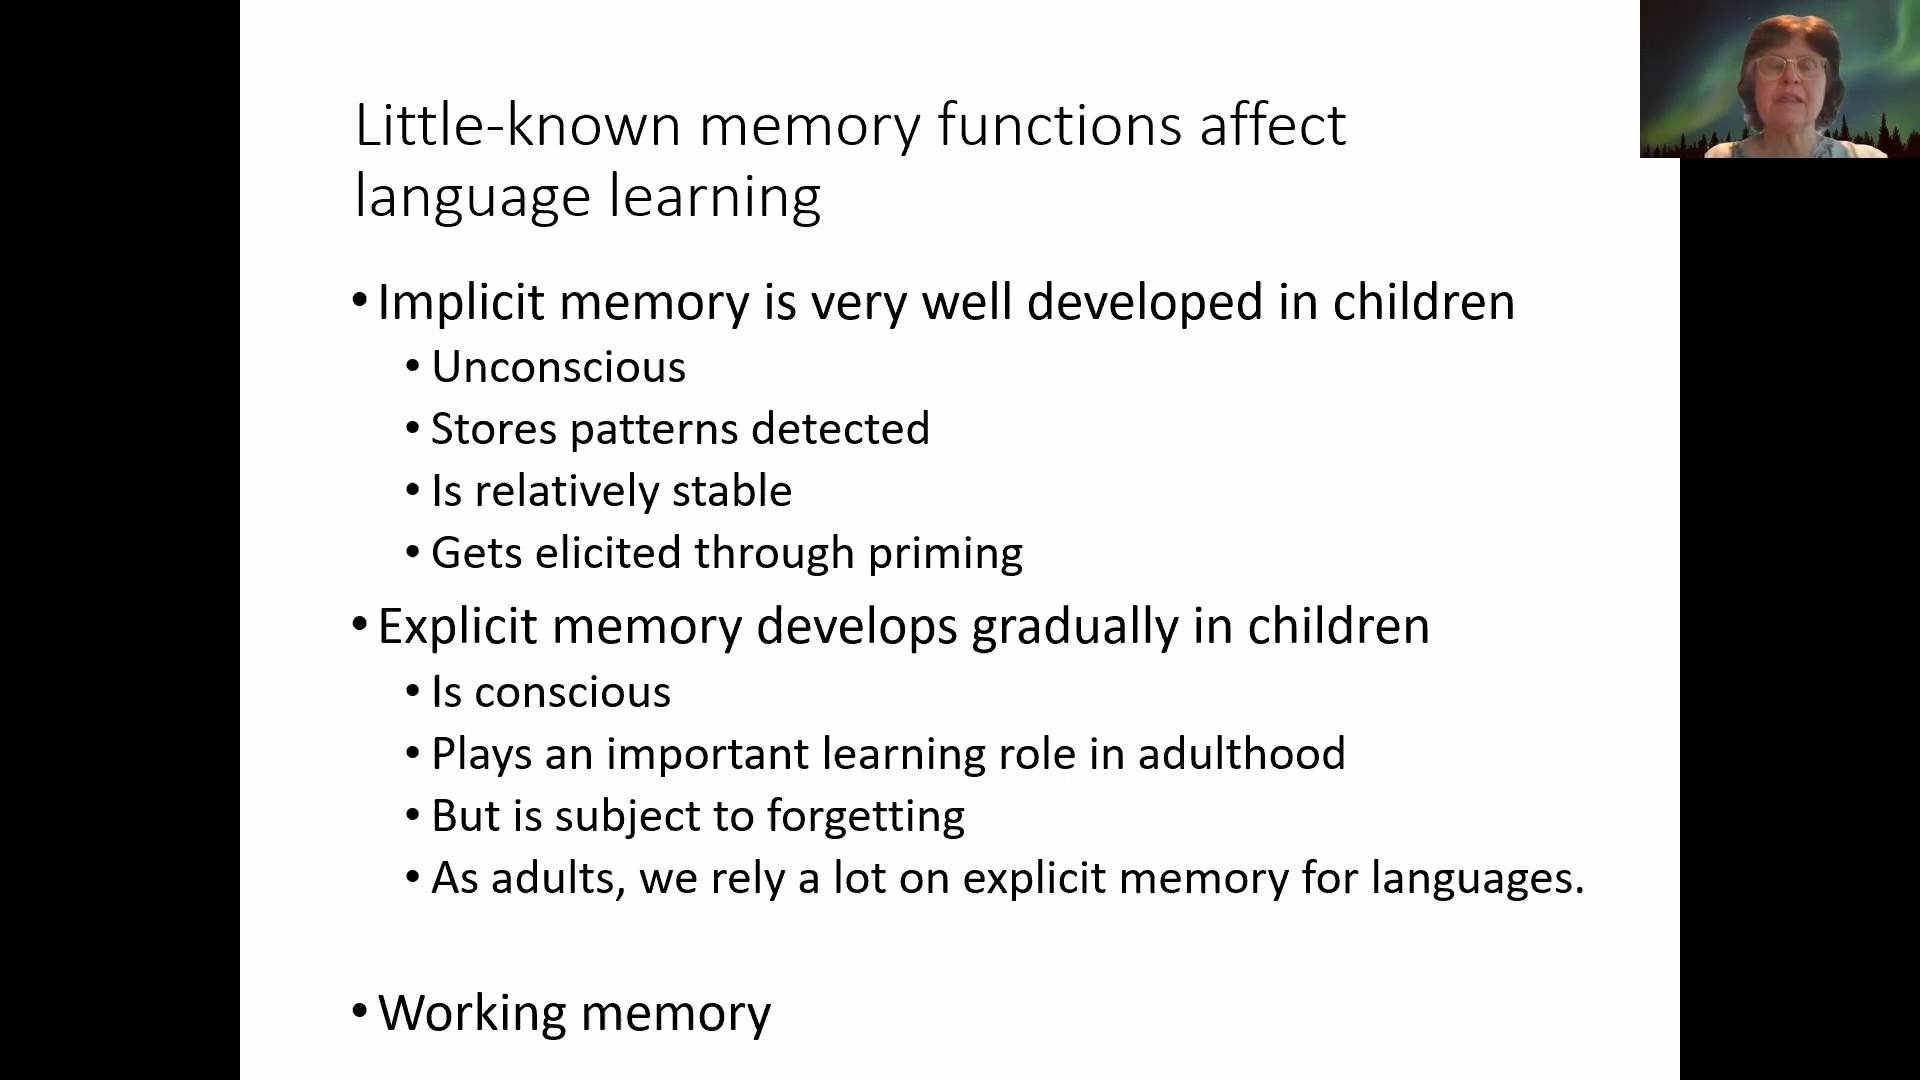 Little-known memory functions affect
language learning
• Implicit memory is very well developed in children
• Unconscious
• Stores patterns detected
• Is relatively stable
• Gets elicited through priming
• Explicit memory develops gradually in children
• Is conscious
• Plays an important learning role in adulthood
• But is subject to forgetting
• As adults, we rely a lot on explicit memory for languages.
• Working memory